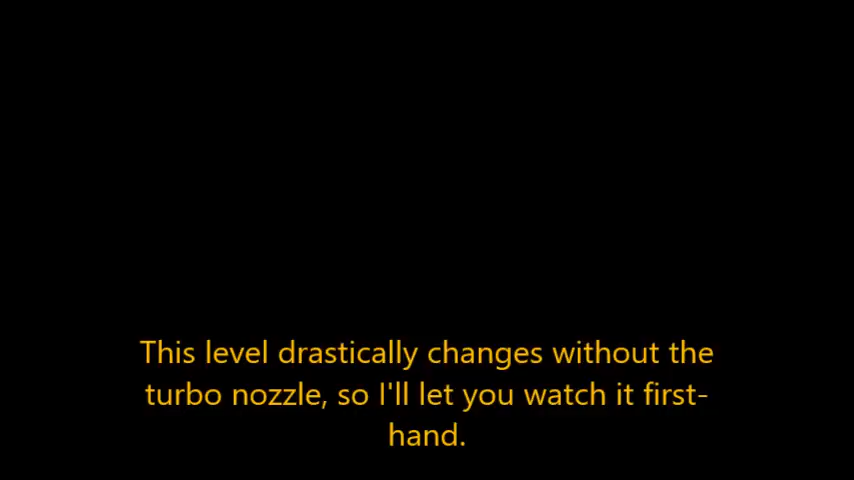 This level drastically changes without the
turbo nozzle, so I'll let you watch it first-
hand.